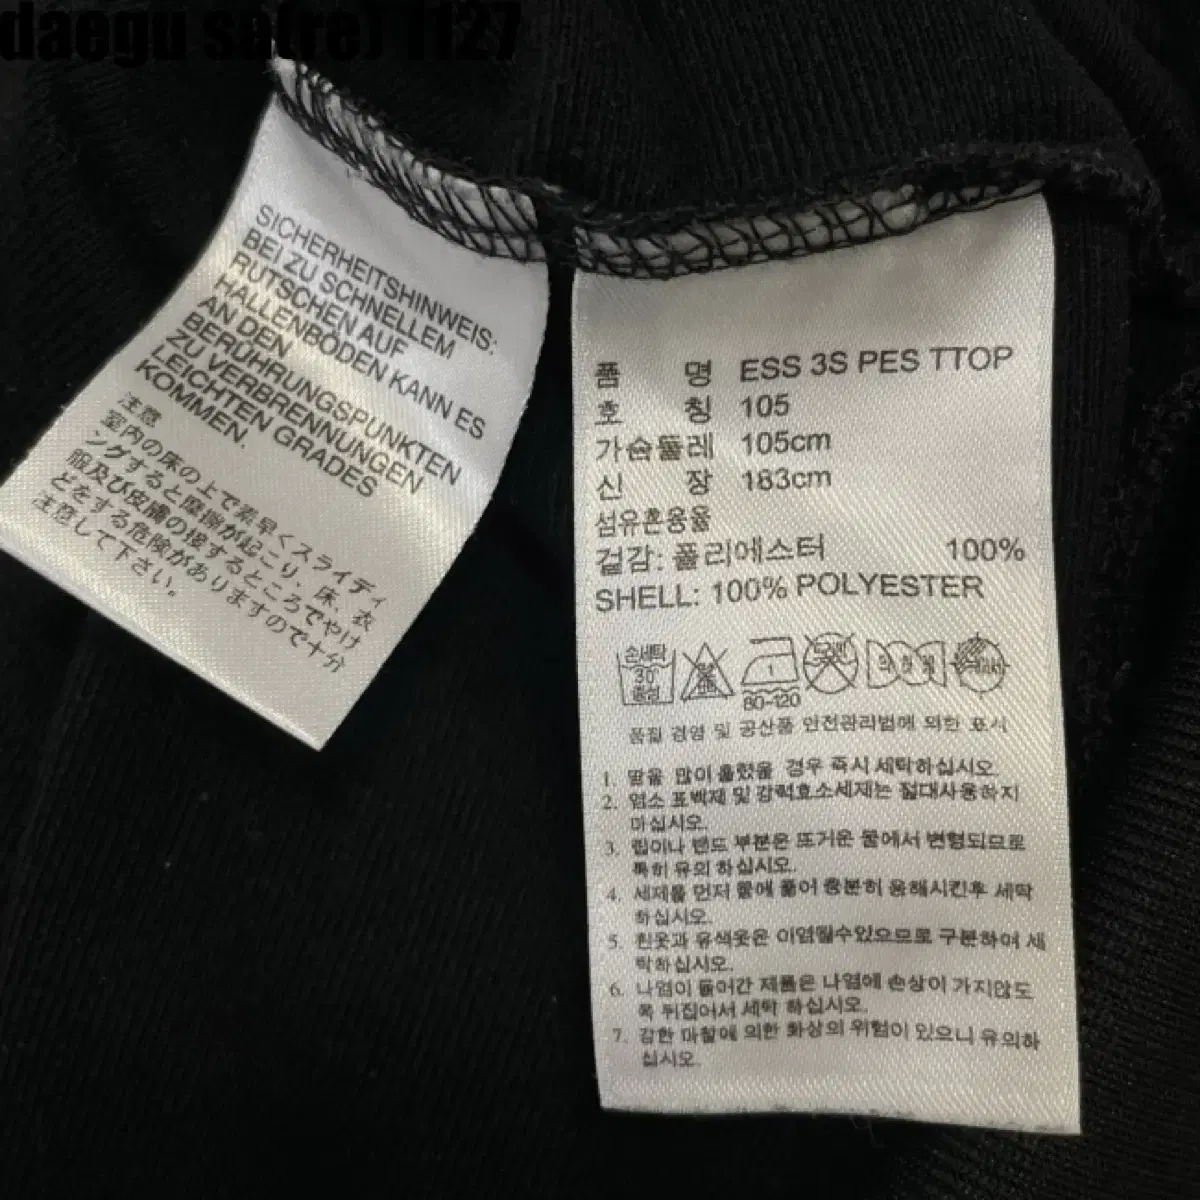 daegu sa(re) 1127
SICHERHEITSHINWEIS:
BEI ZU SCHNELLEM
RUTSCHEN AUF
HALLENBÖDEN KANN ES
AN DEN
BERÜHRUNGSPUNKTEN
ZU VERBRENNUNGEN
LEICHTEN GRADES
KOMMEN.
注意
室内の床の上で素早くスライディ
ングすると摩擦が起こり、床、衣
服及び皮膚の接するところでやけ
どをする危険がありますので十分
注意して下さい。
품 명 ESS 3S PES TTOP
호 칭 105
가슴둘레 105cm
신 장 183cm
섬유혼용율
겉감: 폴리에스터 100%
SHELL: 100% POLYESTER
손세탁
30
중성
80-120
품질 경영 및 공산품 안전관리법에 의한 표시
1. 땀을 많이 흘렸을 경우 즉시 세탁하십시오.
2. 염소 표백제 및 강력효소세제는 절대사용하지
마십시오.
3. 립이나 밴드 부분은 뜨거운 물에서 변형되므로
특히 유의 하십시오.
4. 세제를 먼저 물에 풀어 충분히 용해시킨후 세탁
하십시오.
5. 흰옷과 유색옷은 이염될수있으므로 구분하여 세
탁하십시오.
6. 나염이 들어간 제품은 나염에 손상이 가지않도
록 뒤집어서 세탁 하십시오.
7. 강한 마찰에 의한 화상의 위험이 있으니 유의하
십시오.